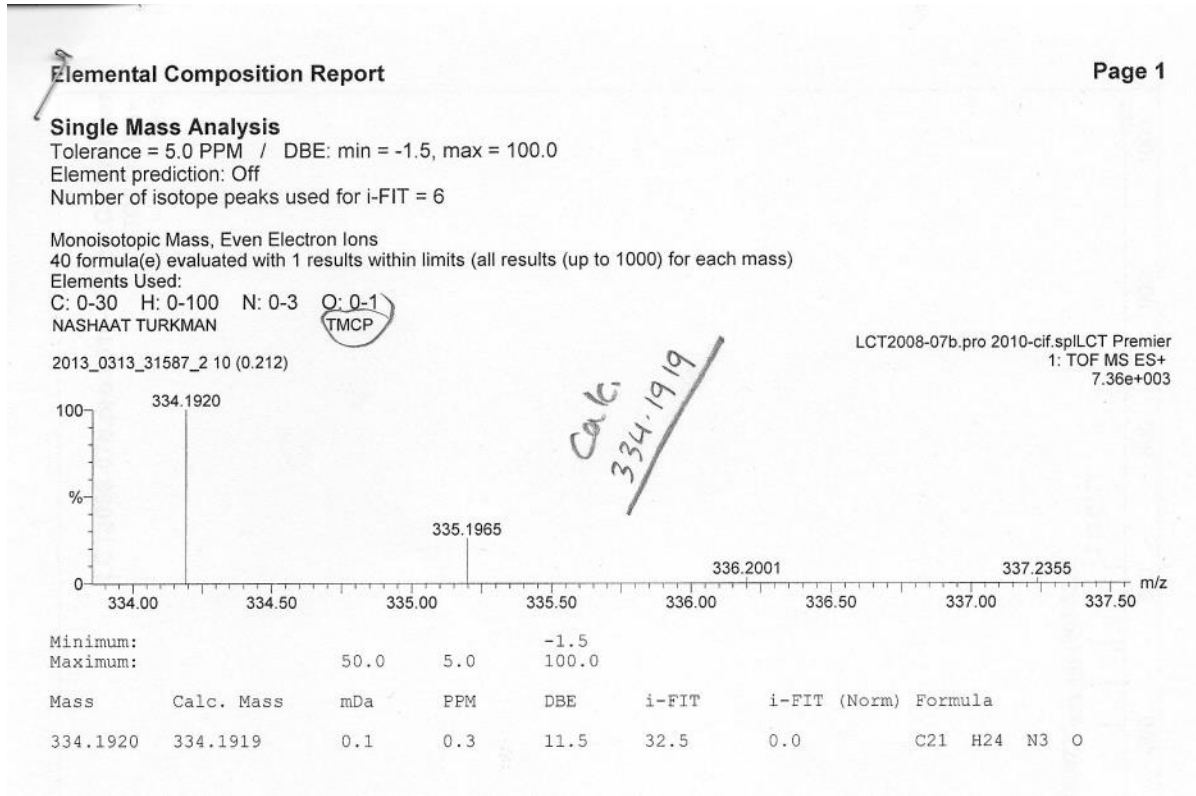 Elemental Composition Report Page 1
Single Mass Analysis
Tolerance = 5.0 PPM / DBE: min = -1.5, max = 100.0
Element prediction: Off
Number of isotope peaks used for i-FIT = 6
Monoisotopic Mass, Even Electron Ions
40 formula(e) evaluated with 1 results within limits (all results (up to 1000) for each mass)
Elements Used:
C: 0-30 H: 0-100 N: 0-3 O: 0-1
NASHAAT TURKMAN TMCP
LCT2008-07b.pro 2010-cif.splLCT Premier
2013_0313_31587_2 10 (0.212) 1: TOF MS ES+
7.36e+003
Calc.
334.1919
100
334.1920
%
335.1965
336.2001
337.2355
0
m/z
334.00 334.50 335.00 335.50 336.00 336.50 337.00 337.50
Minimum: -1.5
Maximum: 50.0 5.0 100.0
Mass Calc. Mass mDa PPM DBE i-FIT i-FIT (Norm) Formula
334.1920 334.1919 0.1 0.3 11.5 32.5 0.0 C21 H24 N3 O